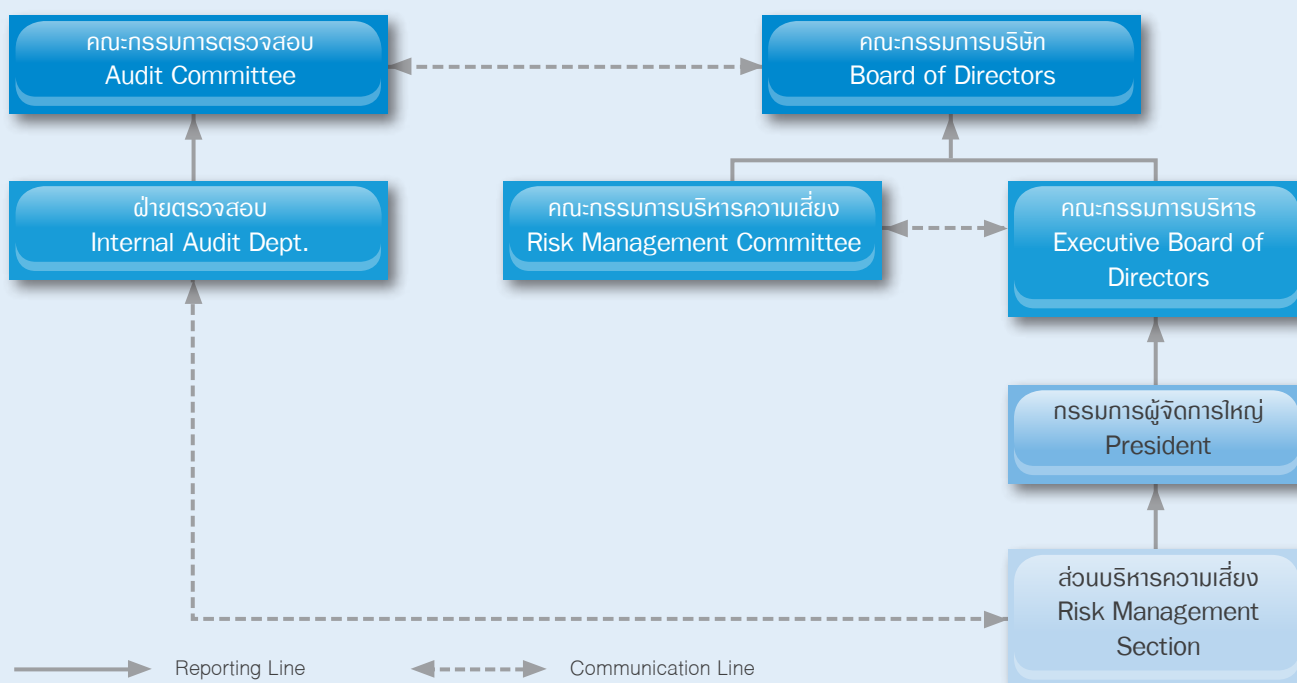 คณะกรรมการตรวจสอบ
Audit Committee
คณะกรรมการบริษัท
Board of Directors
ฝ่ายตรวจสอบ
Internal Audit Dept.
คณะกรรมการบริหารความเสี่ยง
Risk Management Committee
คณะกรรมการบริหาร
Executive Board of
Directors
กรรมการผู้จัดการใหญ่
President
ส่วนบริหารความเสี่ยง
Risk Management
Section
Reporting Line
Communication Line